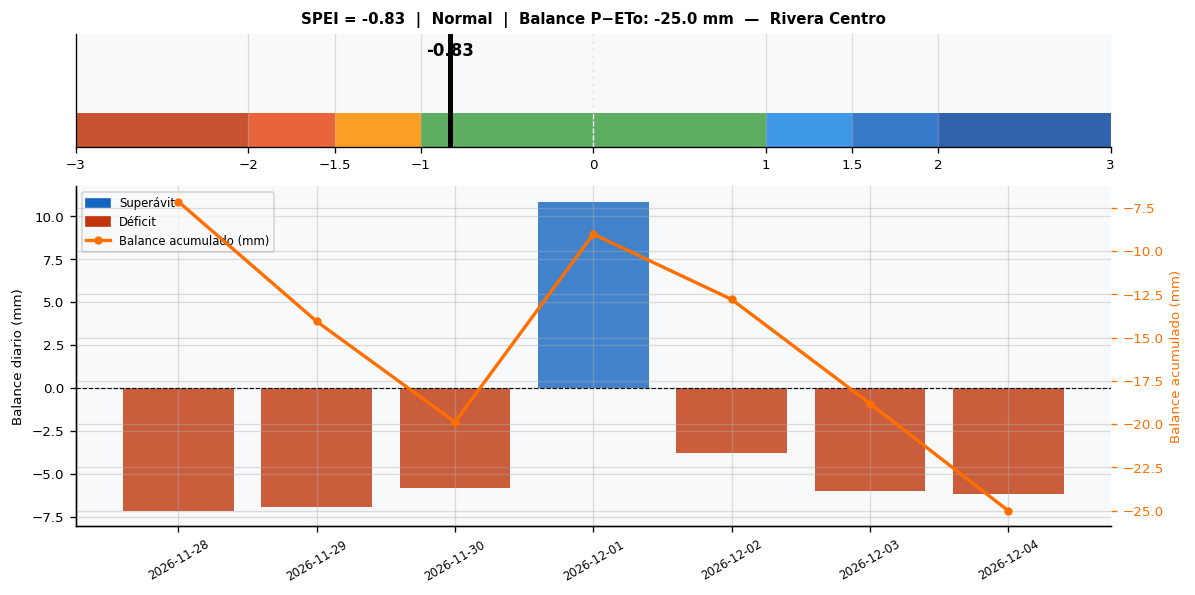 SPEI = -0.83  |  Normal  |  Balance P−ETo: -25.0 mm  —  Rivera Centro
-0.83
−3 −2 −1.5 −1 0 1 1.5 2 3
Superávit
Déficit
Balance acumulado (mm)
Balance diario (mm)
10.0
7.5
5.0
2.5
0.0
−2.5
−5.0
−7.5
−7.5
−10.0
−12.5
−15.0
−17.5
−20.0
−22.5
−25.0
Balance acumulado (mm)
2026-11-28 2026-11-29 2026-11-30 2026-12-01 2026-12-02 2026-12-03 2026-12-04